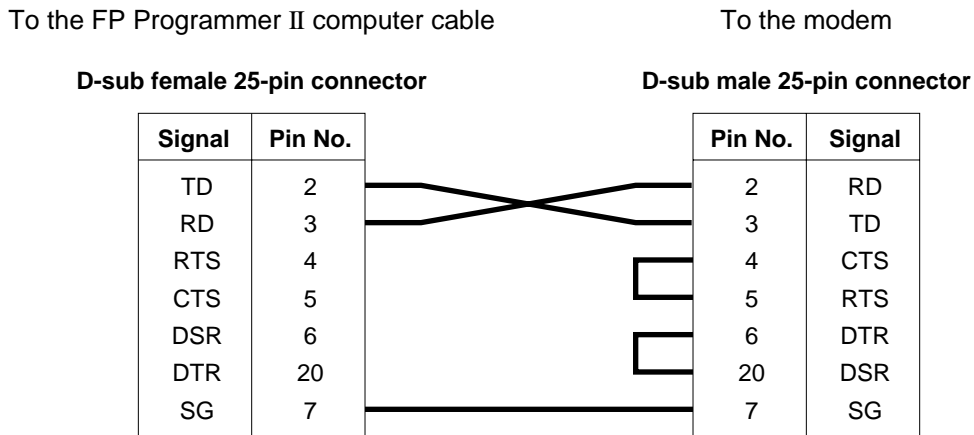 To the FP Programmer Ⅱ computer cable To the modem
D-sub female 25-pin connector D-sub male 25-pin connector
Signal Pin No. Pin No. Signal
TD 2 2 RD
RD 3 3 TD
RTS 4 4 CTS
CTS 5 5 RTS
DSR 6 6 DTR
DTR 20 20 DSR
SG 7 7 SG